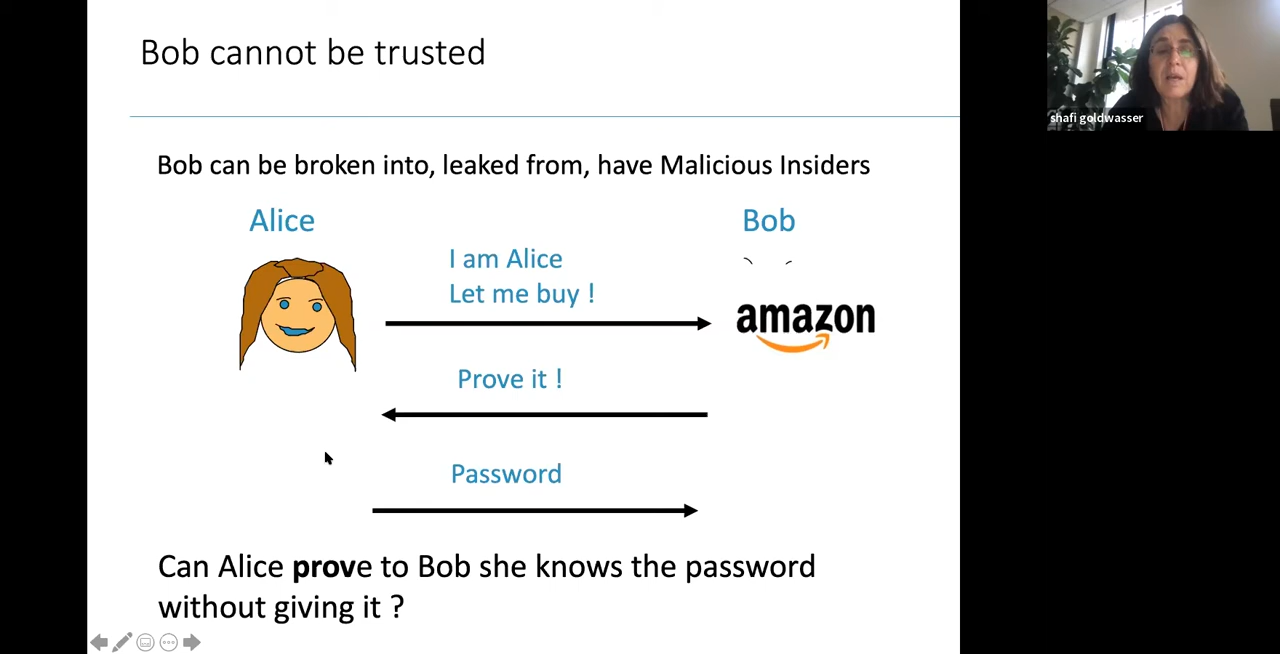 Bob cannot be trusted
shafi goldwasser
Bob can be broken into, leaked from, have Malicious Insiders
Alice
Bob
I am Alice
Let me buy !
amazon
Prove it !
Password
Can Alice prove to Bob she knows the password
without giving it ?